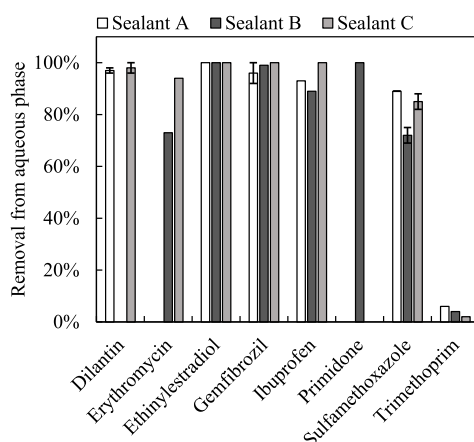 Sealant A Sealant B Sealant C
Removal from aqueous phase
100%
80%
60%
40%
20%
0%
Dilantin
Erythromycin
Ethinylestradiol
Gemfibrozil
Ibuprofen
Primidone
Sulfamethoxazole
Trimethoprim